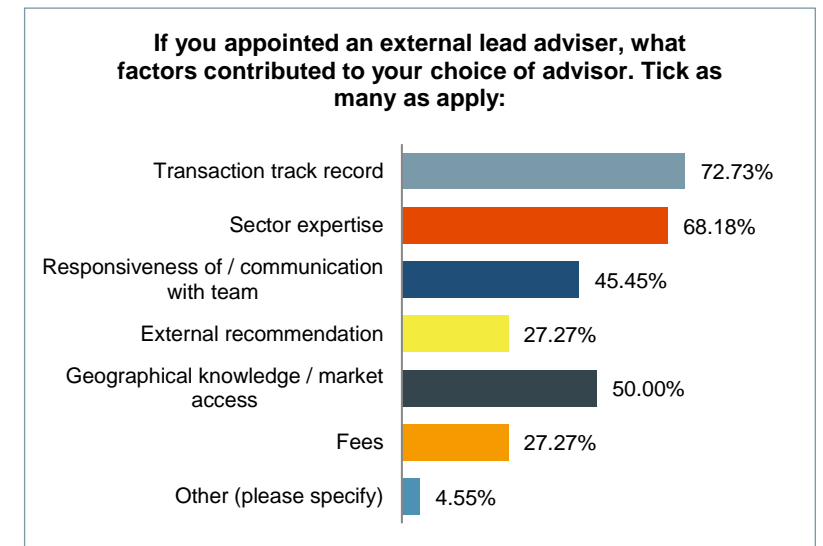 If you appointed an external lead adviser, what
factors contributed to your choice of advisor. Tick as
many as apply:
Transaction track record
72.73%
Sector expertise
68.18%
Responsiveness of / communication
with team
45.45%
External recommendation
27.27%
Geographical knowledge / market
access
50.00%
Fees
27.27%
Other (please specify)
4.55%